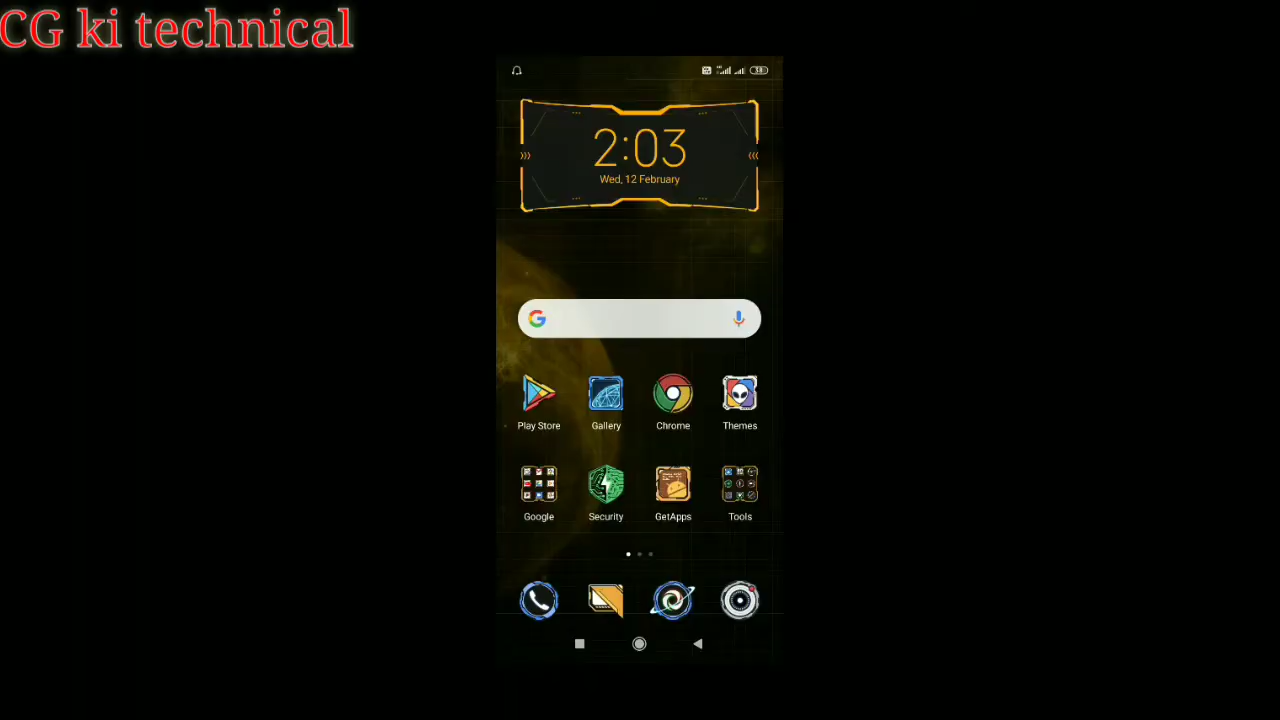 CG ki technical
2:03
Wed, 12 February
Play Store
Gallery
Chrome
Themes
Google
Security
GetApps
Tools